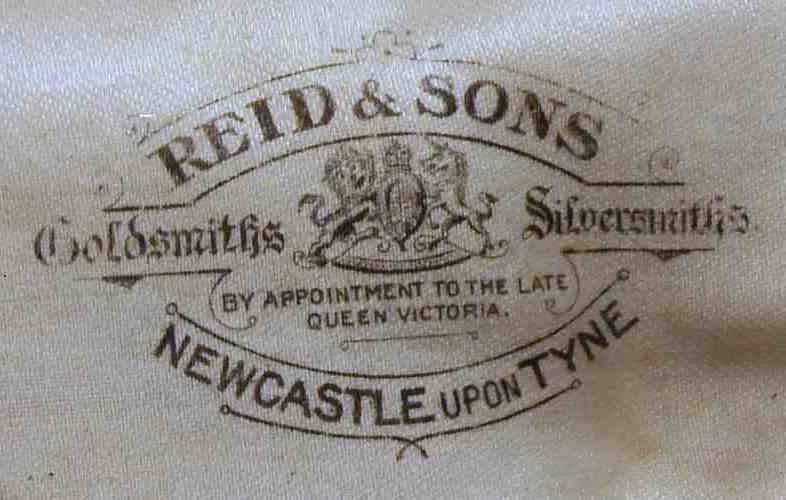 REID & SONS
Goldsmiths Silversmiths.
BY APPOINTMENT TO THE LATE
QUEEN VICTORIA.
NEWCASTLE UPON TYNE